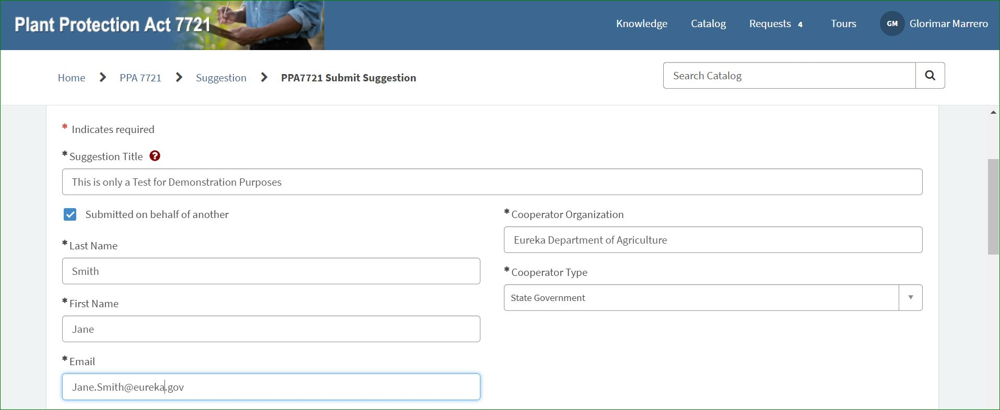 Plant Protection Act 7721
Knowledge Catalog Requests 4 Tours GM Glorimar Marrero
Home PPA 7721 Suggestion PPA7721 Submit Suggestion
Search Catalog
* Indicates required
* Suggestion Title ?
This is only a Test for Demonstration Purposes
Submitted on behalf of another
* Last Name
Smith
* First Name
Jane
* Email
Jane.Smith@eureka.gov
* Cooperator Organization
Eureka Department of Agriculture
* Cooperator Type
State Government